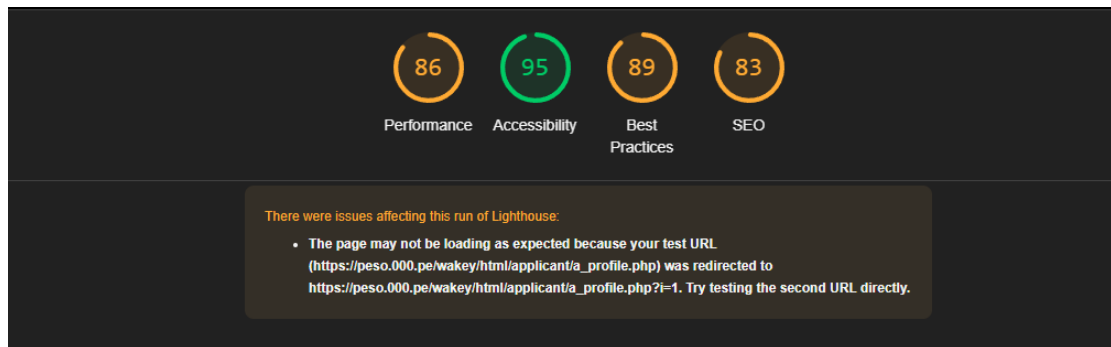 86 95 89 83
Performance Accessibility Best Practices SEO
There were issues affecting this run of Lighthouse:
• The page may not be loading as expected because your test URL
(https://peso.000.pe/wakey/html/applicant/a_profile.php) was redirected to
https://peso.000.pe/wakey/html/applicant/a_profile.php?i=1. Try testing the second URL directly.